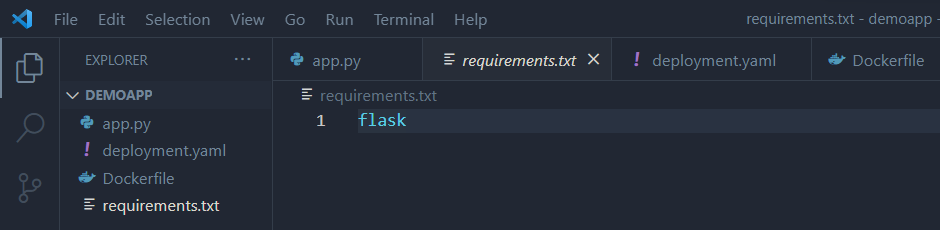 File Edit Selection View Go Run Terminal Help requirements.txt - demoapp -
EXPLORER ···
app.py requirements.txt deployment.yaml Dockerfile
DEMOAPP
requirements.txt
app.py
1 flask
deployment.yaml
Dockerfile
requirements.txt